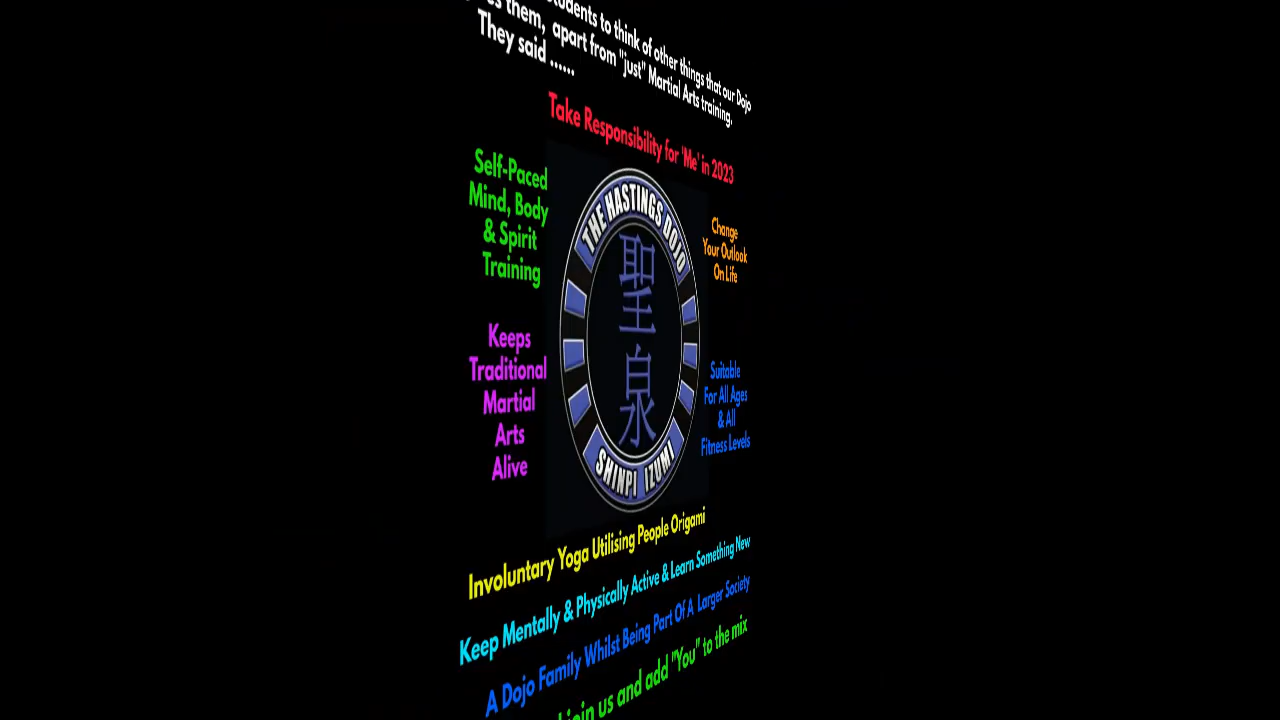 students to think of other things that our Dojo
them, apart from "just" Martial Arts training.
They said ......
Take Responsibility for 'Me' in 2023
Self-Paced
Mind, Body
& Spirit
Training
Change
Your Outlook
On Life
THE HASTINGS DOJO
聖
泉
SHINPI IZUMI
Keeps
Traditional
Martial
Arts
Alive
Suitable
For All Ages
& All
Fitness Levels
Involuntary Yoga Utilising People Origami
Keep Mentally & Physically Active & Learn Something New
A Dojo Family Whilst Being Part Of A Larger Society
join us and add "You" to the mix